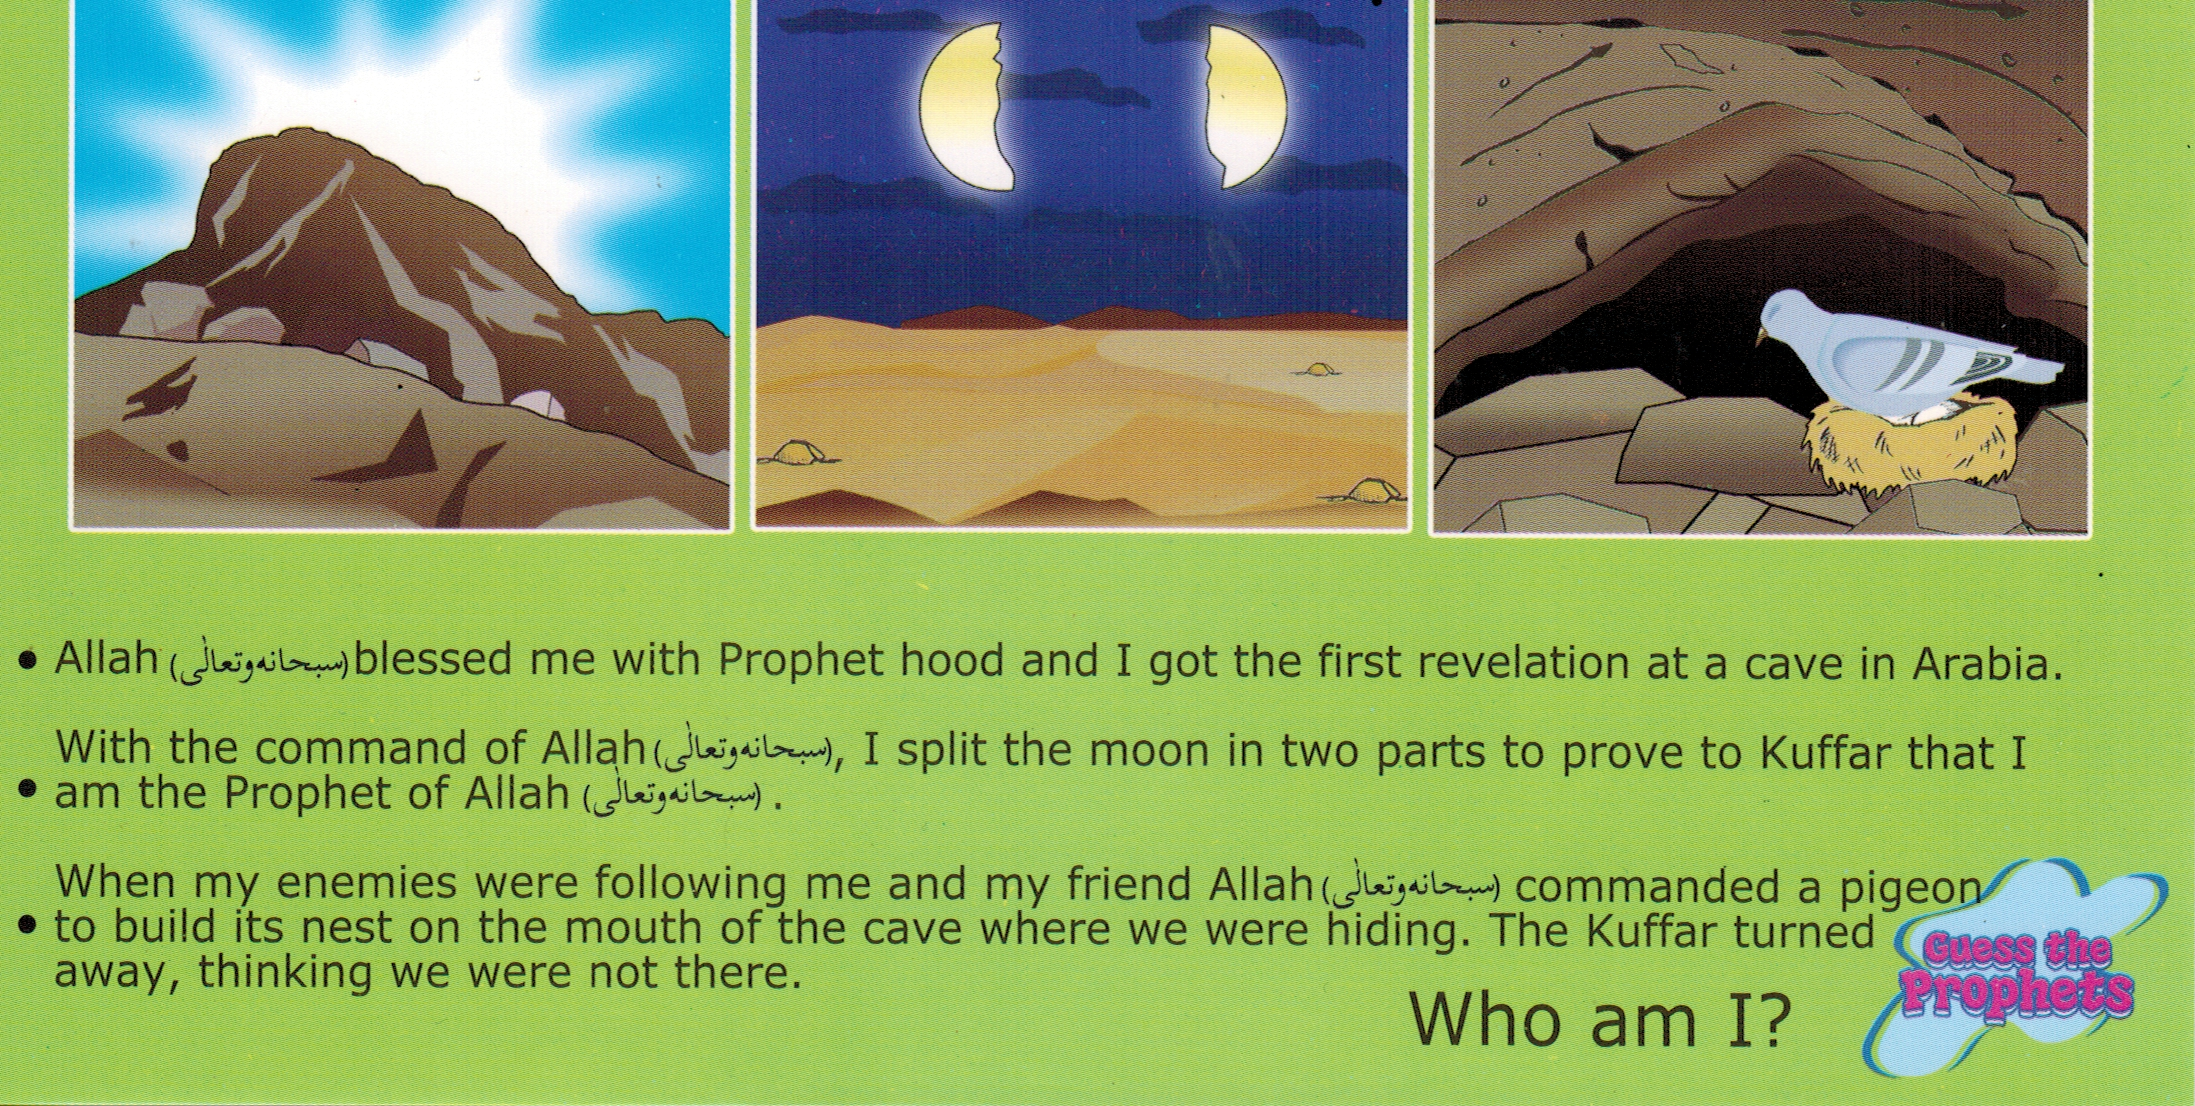 • Allah (سبحانه وتعالٰی) blessed me with Prophet hood and I got the first revelation at a cave in Arabia.
With the command of Allah (سبحانه وتعالٰی), I split the moon in two parts to prove to Kuffar that I
• am the Prophet of Allah (سبحانه وتعالٰی) .
When my enemies were following me and my friend Allah (سبحانه وتعالٰی) commanded a pigeon
• to build its nest on the mouth of the cave where we were hiding. The Kuffar turned
away, thinking we were not there.
Who am I?
Guess the
Prophets